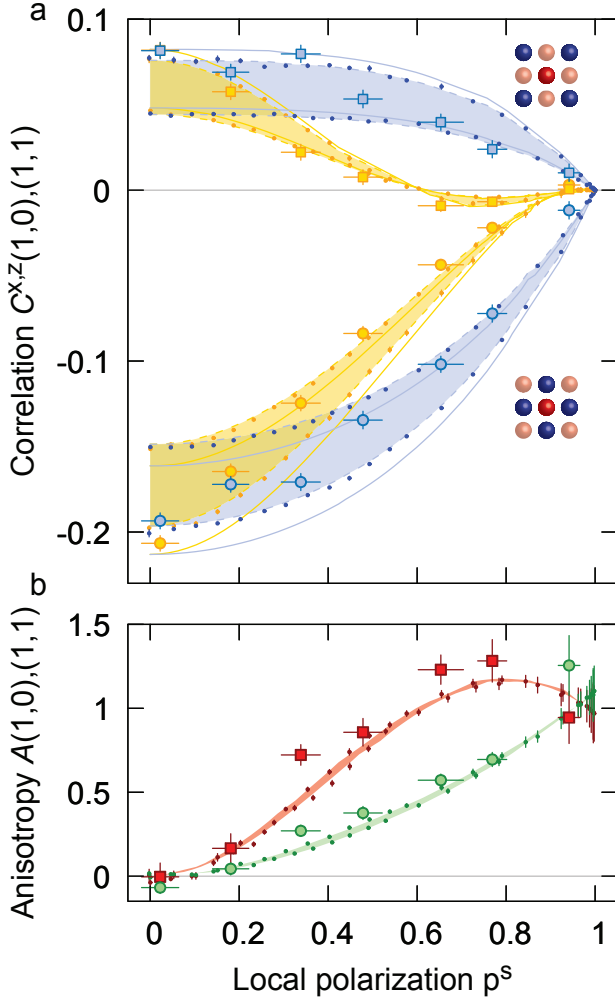 a
0.1
0
-0.1
-0.2
Correlation C^{x,z}(1,0),(1,1)
b
1.5
1
0.5
0
Anisotropy A(1,0),(1,1)
0 0.2 0.4 0.6 0.8 1
Local polarization p^s